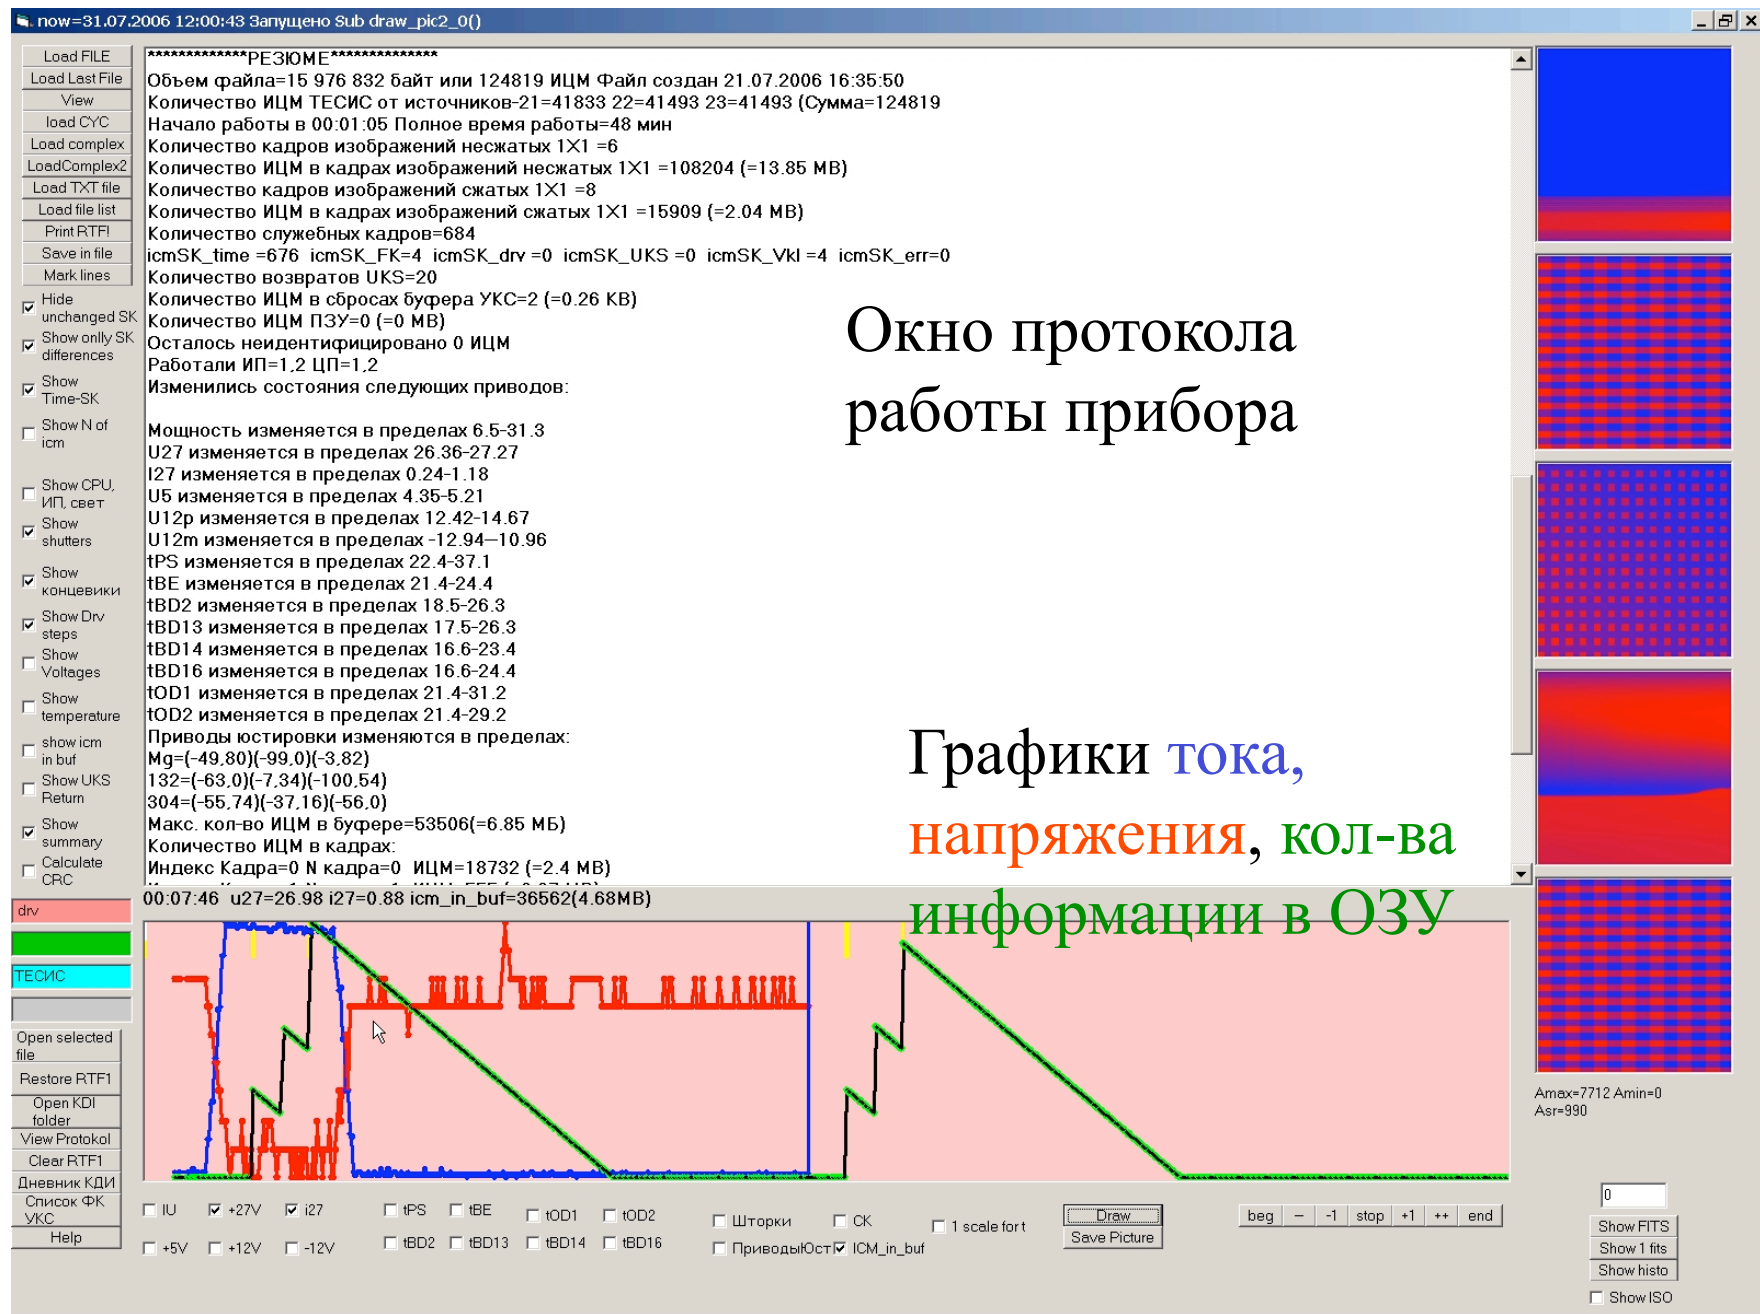 now=31.07.2006 12:00:43 Запущено Sub draw_pic2_0()
Load FILE
Load Last File
View
load CYC
Load complex
LoadComplex2
Load TXT file
Load file list
Print RTF!
Save in file
Mark lines
Hide
unchanged SK
Show onlly SK
differences
Show
Time-SK
Show N of
icm
Show CPU,
ИП, свет
Show
shutters
Show
концевики
Show Drv
steps
Show
Voltages
Show
temperature
show icm
in buf
Show UKS
Return
Show
summary
Calculate
CRC
*************РЕЗЮМЕ**************
Объем файла=15 976 832 байт или 124819 ИЦМ Файл создан 21.07.2006 16:35:50
Количество ИЦМ ТЕСИС от источников-21=41833 22=41493 23=41493 (Сумма=124819
Начало работы в 00:01:05 Полное время работы=48 мин
Количество кадров изображений несжатых 1X1 =6
Количество ИЦМ в кадрах изображений несжатых 1X1 =108204 (=13.85 MB)
Количество кадров изображений сжатых 1X1 =8
Количество ИЦМ в кадрах изображений сжатых 1X1 =15909 (=2.04 MB)
Количество служебных кадров=684
icmSK_time =676 icmSK_FK=4 icmSK_drv =0 icmSK_UKS =0 icmSK_Vkl =4 icmSK_err=0
Количество возвратов UKS=20
Количество ИЦМ в сбросах буфера УКС=2 (=0.26 KB)
Количество ИЦМ ПЗУ=0 (=0 MB)
Осталось неидентифицировано 0 ИЦМ
Работали ИП=1,2 ЦП=1,2
Изменились состояния следующих приводов:
Мощность изменяется в пределах 6.5-31.3
U27 изменяется в пределах 26.36-27.27
I27 изменяется в пределах 0.24-1.18
U5 изменяется в пределах 4.35-5.21
U12p изменяется в пределах 12.42-14.67
U12m изменяется в пределах -12.94--10.96
tPS изменяется в пределах 22.4-37.1
tBE изменяется в пределах 21.4-24.4
tBD2 изменяется в пределах 18.5-26.3
tBD13 изменяется в пределах 17.5-26.3
tBD14 изменяется в пределах 16.6-23.4
tBD16 изменяется в пределах 16.6-24.4
tOD1 изменяется в пределах 21.4-31.2
tOD2 изменяется в пределах 21.4-29.2
Приводы юстировки изменяются в пределах:
Mg=(-49,80)(-99,0)(-3,82)
132=(-63,0)(-7,34)(-100,54)
304=(-55,74)(-37,16)(-56,0)
Макс. кол-во ИЦМ в буфере=53506(=6.85 МБ)
Количество ИЦМ в кадрах:
Индекс Кадра=0 N кадра=0 ИЦМ=18732 (=2.4 MB)
Окно протокола
работы прибора
Графики тока,
напряжения, кол-ва
информации в ОЗУ
00:07:46 u27=26.98 i27=0.88 icm_in_buf=36562(4.68MB)
drv
ТЕСИС
Open selected
file
Restore RTF1
Open KDI
folder
View Protokol
Clear RTF1
Дневник КДИ
Список ФК
УКС
Help
IU +27V i27 tPS tBE tOD1 tOD2 Шторки СК 1 scale for t
+5V +12V -12V tBD2 tBD13 tBD14 tBD16 ПриводыЮст ICM_in_buf
Draw
Save Picture
beg – -1 stop +1 ++ end
Amax=7712 Amin=0
Asr=990
0
Show FITS
Show 1 fits
Show histo
Show ISO